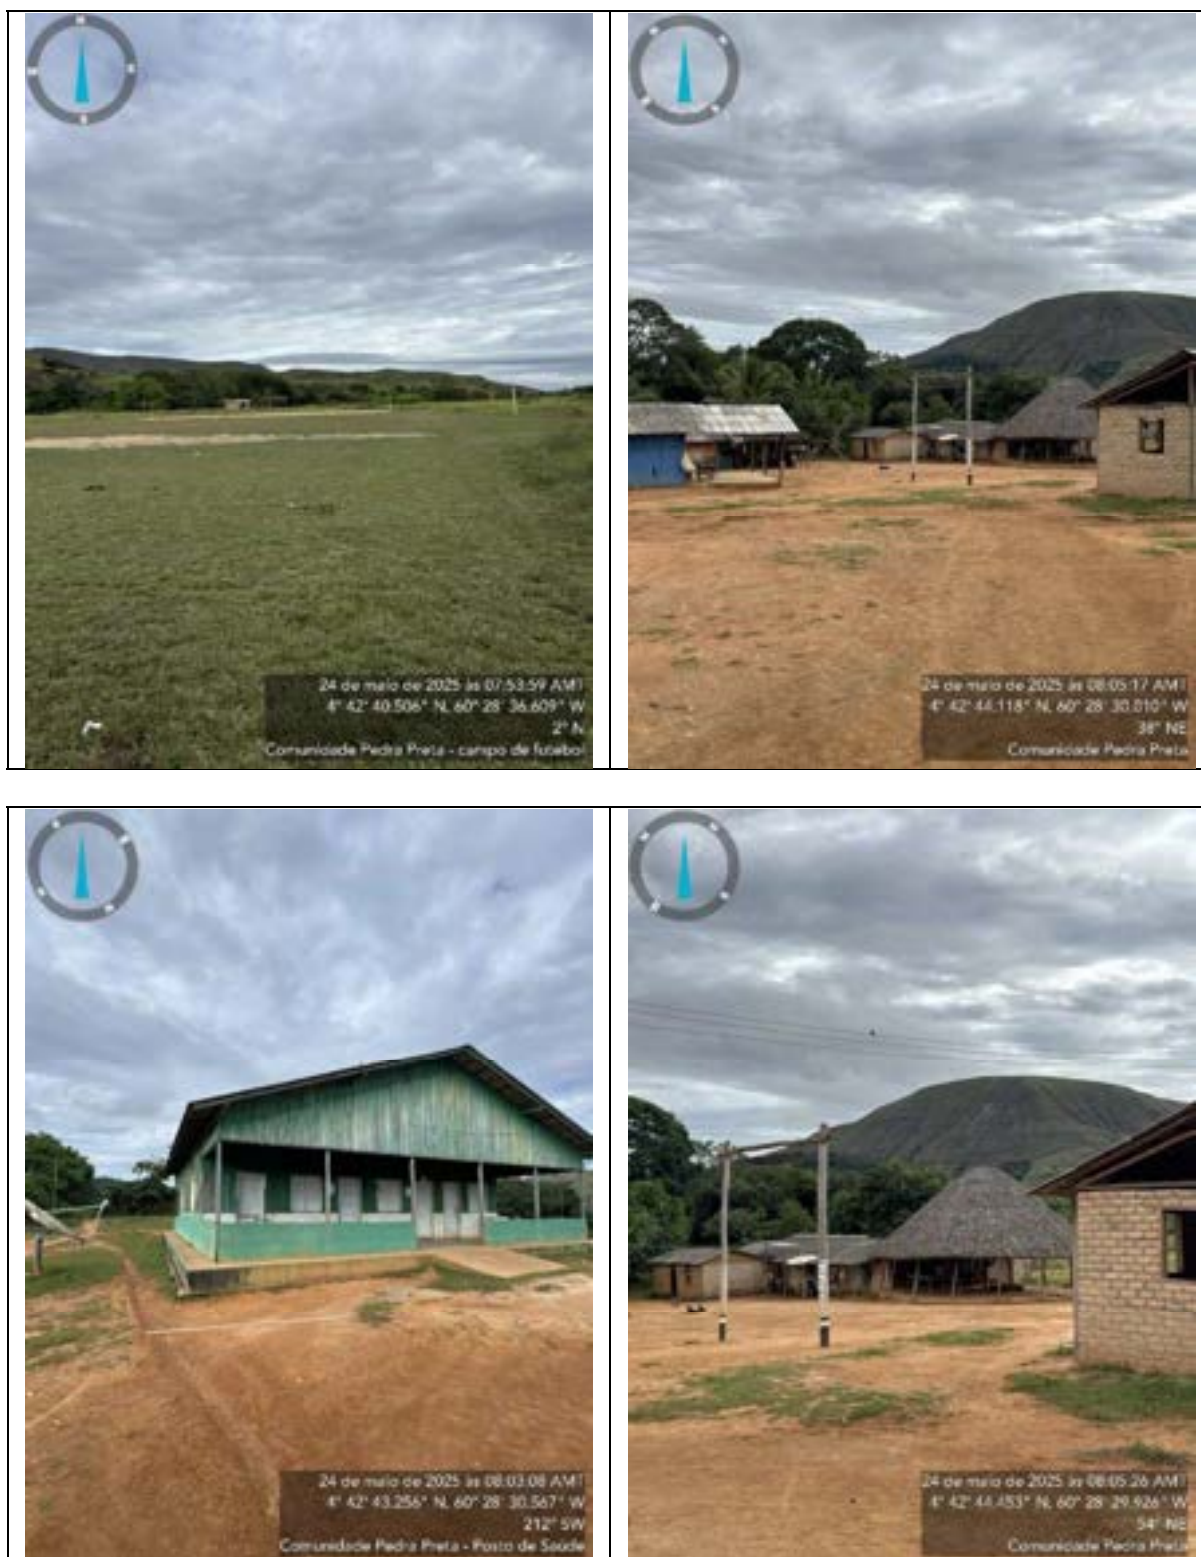 24 de maio de 2025 às 07:53:59 AMT
4° 42' 40.506" N, 60° 28' 36.609" W
2° N
Comunidade Pedra Preta - campo de futebol
24 de maio de 2025 às 08:05:17 AMT
4° 42' 44.118" N, 60° 28' 30.010" W
38° NE
Comunidade Pedra Preta
24 de maio de 2025 às 08:03:08 AMT
4° 42' 43.256" N, 60° 28' 30.567" W
212° SW
Comunidade Pedra Preta - Posto de Saúde
24 de maio de 2025 às 08:05:26 AMT
4° 42' 44.453" N, 60° 28' 29.926" W
54° NE
Comunidade Pedra Preta